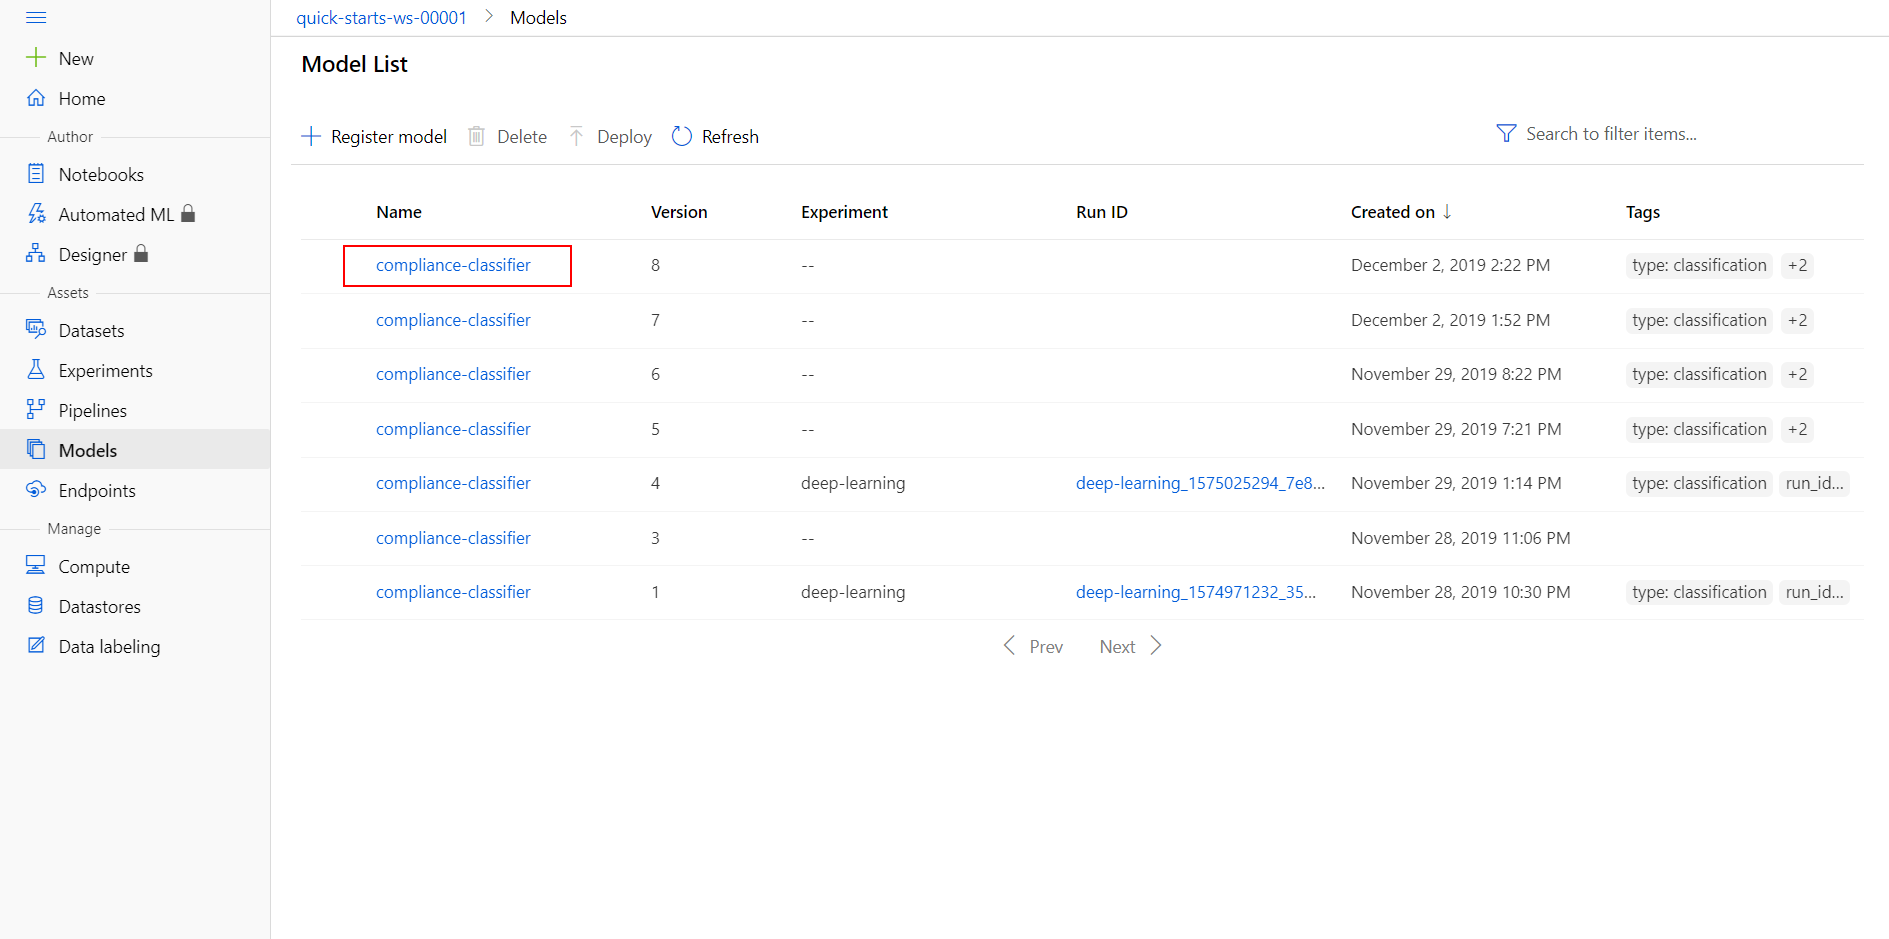 quick-starts-ws-00001 > Models
New
Home
Author
Notebooks
Automated ML
Designer
Assets
Datasets
Experiments
Pipelines
Models
Endpoints
Manage
Compute
Datastores
Data labeling
Model List
Register model Delete Deploy Refresh Search to filter items...
Name Version Experiment Run ID Created on ↓ Tags
compliance-classifier 8 -- December 2, 2019 2:22 PM type: classification +2
compliance-classifier 7 -- December 2, 2019 1:52 PM type: classification +2
compliance-classifier 6 -- November 29, 2019 8:22 PM type: classification +2
compliance-classifier 5 -- November 29, 2019 7:21 PM type: classification +2
compliance-classifier 4 deep-learning deep-learning_1575025294_7e8... November 29, 2019 1:14 PM type: classification run_id...
compliance-classifier 3 -- November 28, 2019 11:06 PM
compliance-classifier 1 deep-learning deep-learning_1574971232_35... November 28, 2019 10:30 PM type: classification run_id...
Prev Next